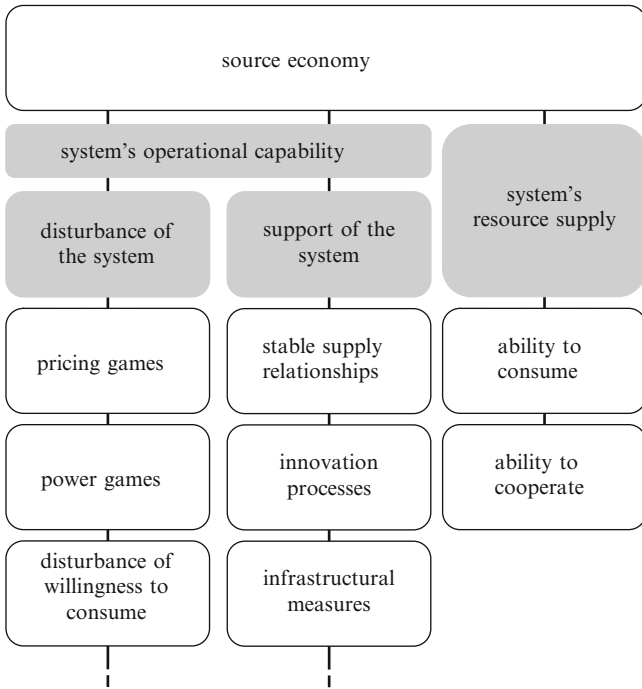 source economy
system's operational capability
system's
resource supply
disturbance of
the system
support of the
system
pricing games
stable supply
relationships
ability to
consume
power games
innovation
processes
ability to
cooperate
disturbance of
willingness to
consume
infrastructural
measures